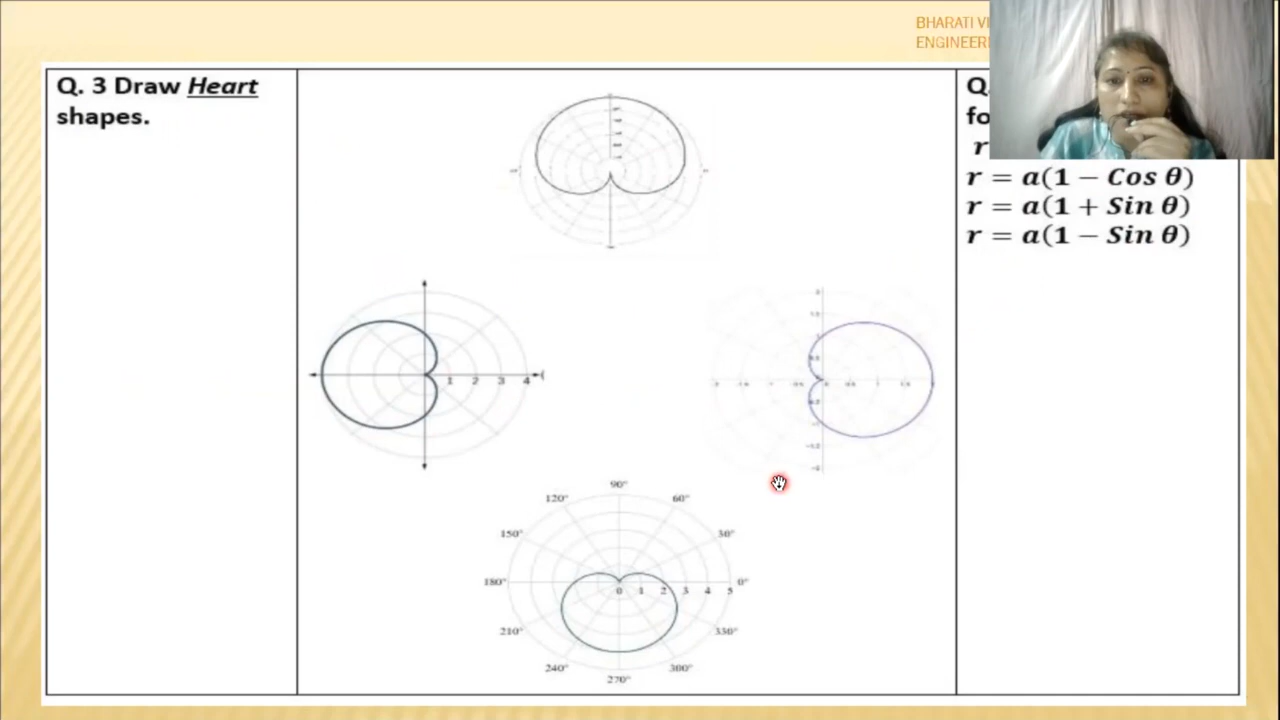 BHARATI
ENGINEERI
Q. 3 Draw Heart
shapes.
Q.
fo
r
r = a(1 − Cos θ)
r = a(1 + Sin θ)
r = a(1 − Sin θ)
1 2 3 4
90°
120° 60°
150° 30°
180° 0°
0 1 2 3 4 5
210° 330°
240° 300°
270°